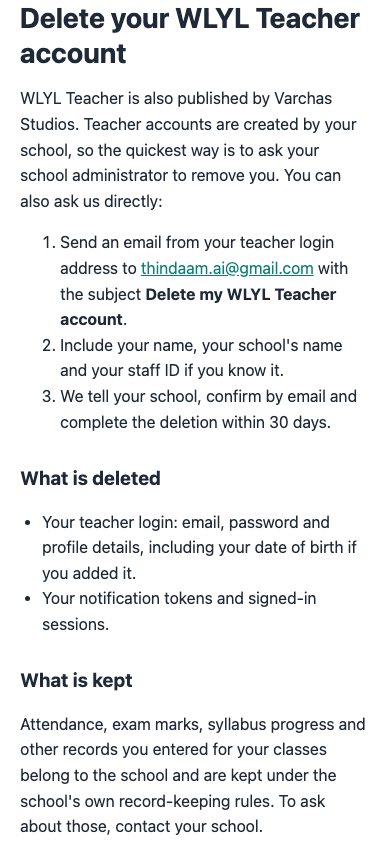 Delete your WLYL Teacher
account
WLYL Teacher is also published by Varchas
Studios. Teacher accounts are created by your
school, so the quickest way is to ask your
school administrator to remove you. You can
also ask us directly:
1. Send an email from your teacher login
address to thindaam.ai@gmail.com with
the subject Delete my WLYL Teacher
account.
2. Include your name, your school's name
and your staff ID if you know it.
3. We tell your school, confirm by email and
complete the deletion within 30 days.
What is deleted
• Your teacher login: email, password and
profile details, including your date of birth if
you added it.
• Your notification tokens and signed-in
sessions.
What is kept
Attendance, exam marks, syllabus progress and
other records you entered for your classes
belong to the school and are kept under the
school's own record-keeping rules. To ask
about those, contact your school.